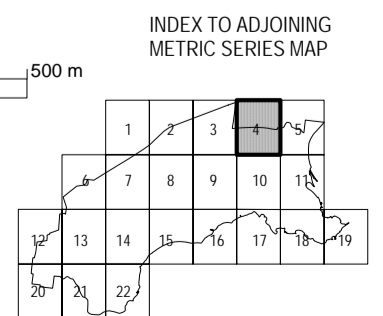 INDEX TO ADJOINING
METRIC SERIES MAP
500 m
1 2 3 4 5
6 7 8 9 10 11
12 13 14 15 16 17 18 19
20 21 22